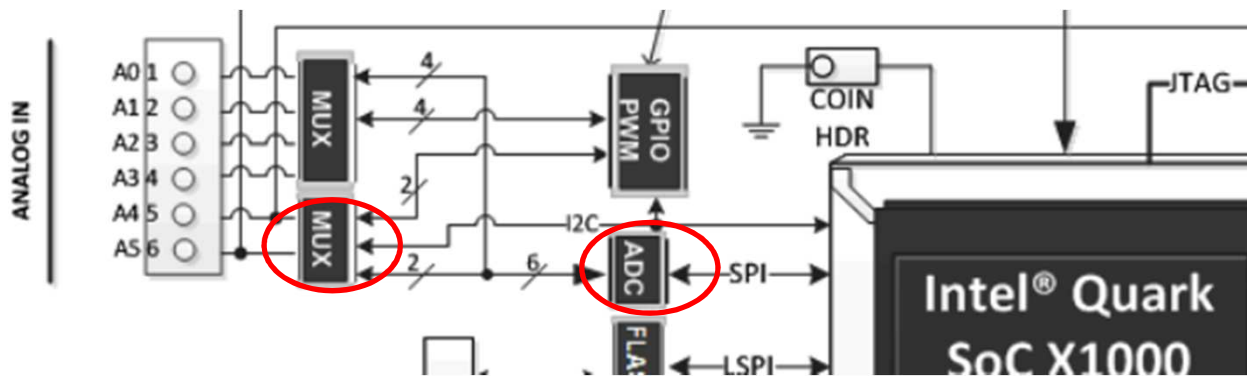 ANALOG IN
A0 1
A1 2
A2 3
A3 4
A4 5
A5 6
MUX
MUX
4
4
2
2
6
I2C
GPIO
PWM
ADC
SPI
LSPI
COIN
HDR
JTAG
Intel® Quark
SoC X1000